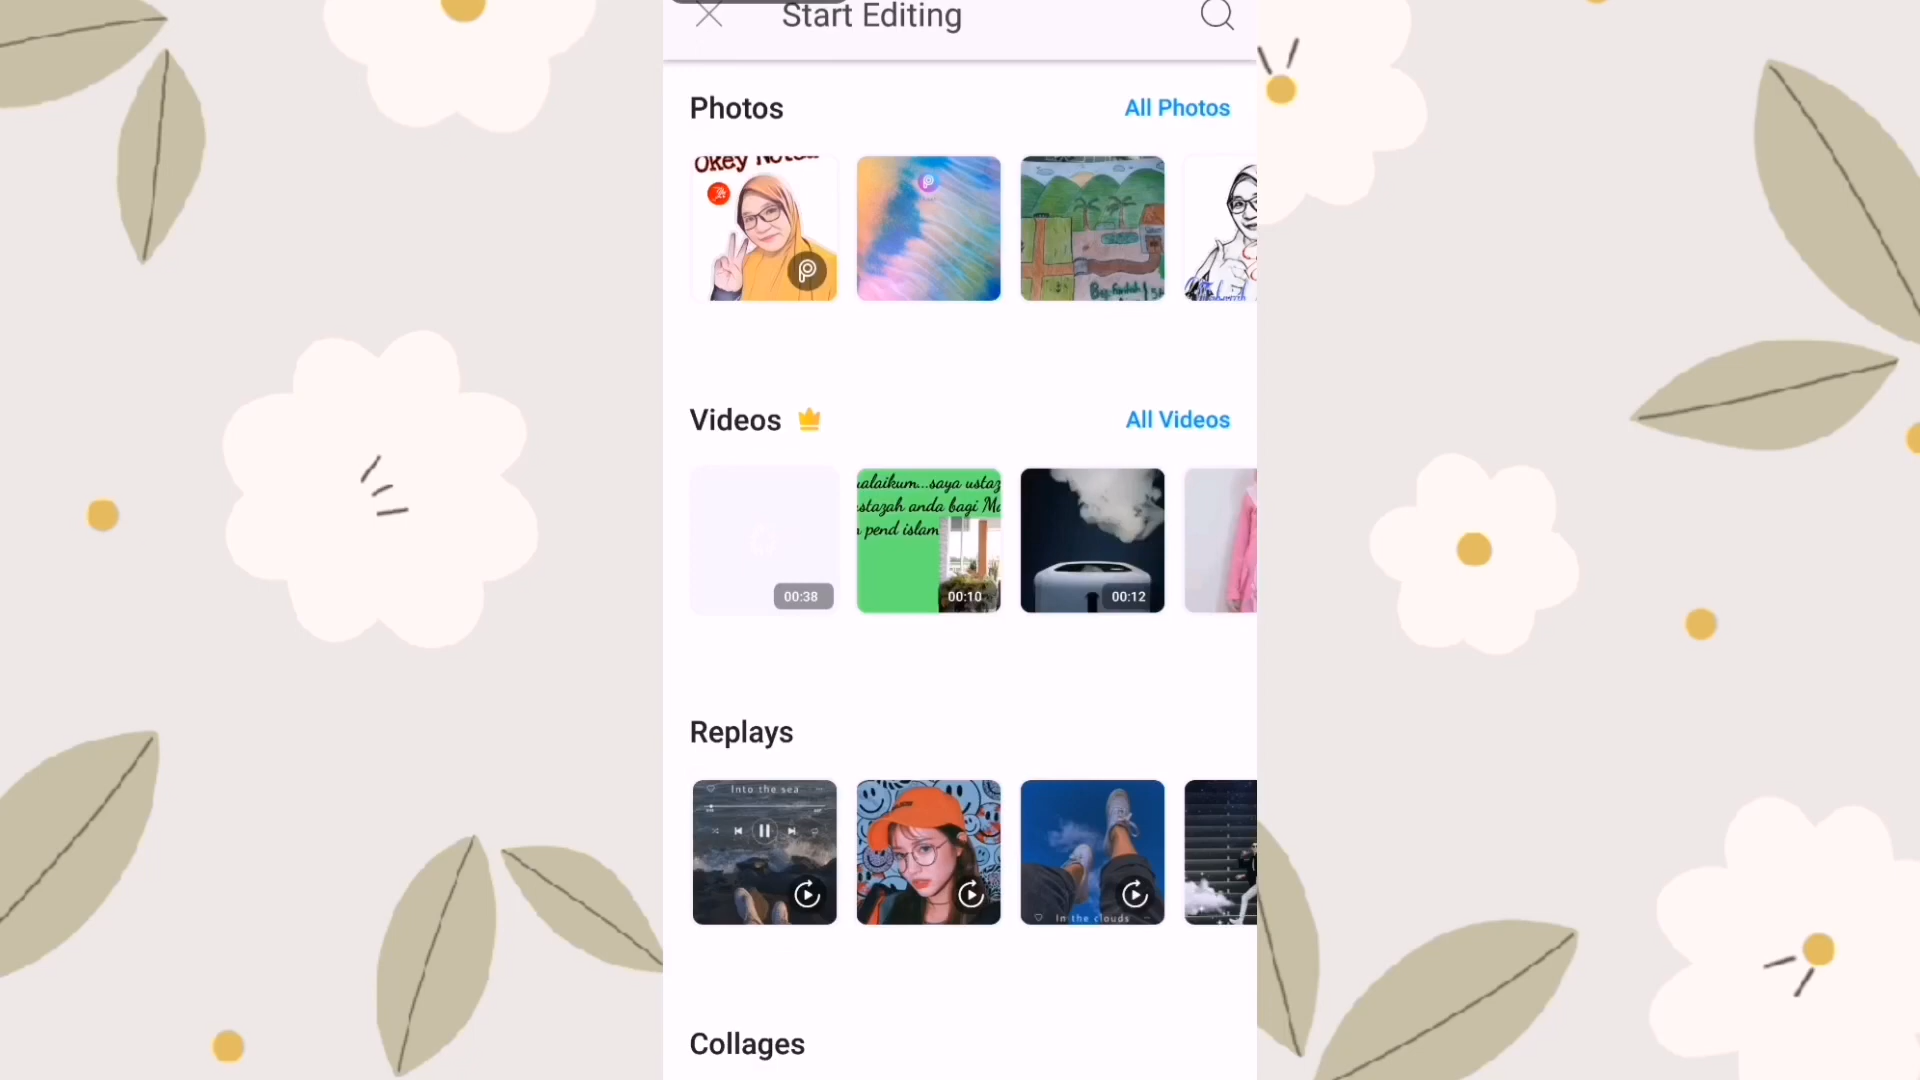 Start Editing
Photos
All Photos
Okey
Videos
All Videos
00:38
alaikum...saya ustaz
stazah anda bagi M
pend islam
00:10
00:12
Replays
Into the sea
In the clouds
Collages